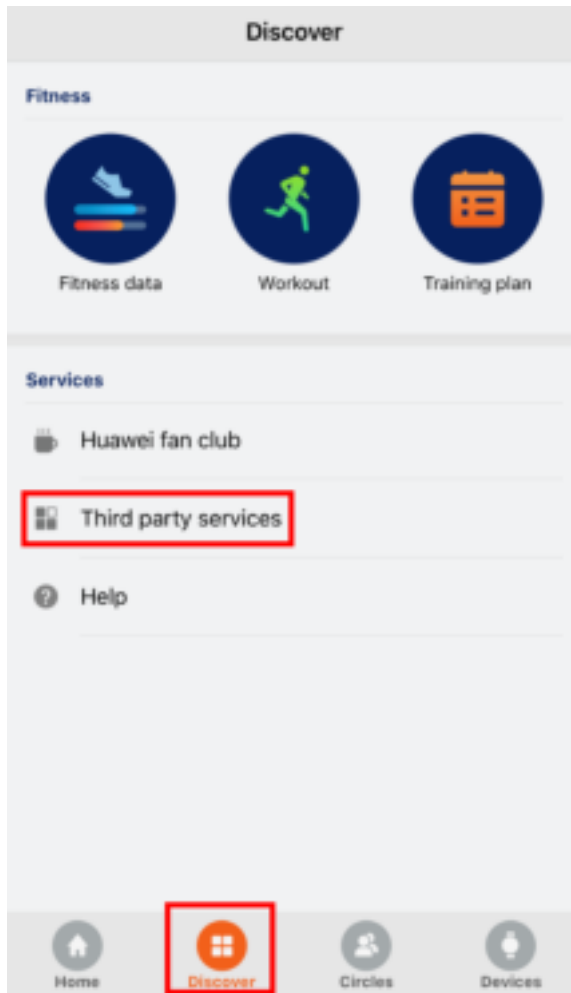 Discover
Fitness
Fitness data Workout Training plan
Services
Huawei fan club
Third party services
Help
Home Discover Circles Devices